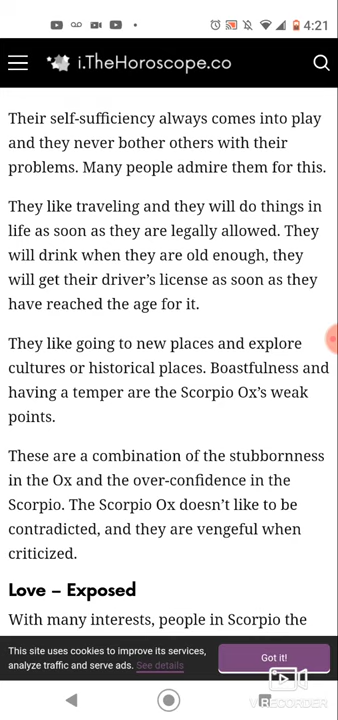 4:21
i.TheHoroscope.co
Their self-sufficiency always comes into play
and they never bother others with their
problems. Many people admire them for this.
They like traveling and they will do things in
life as soon as they are legally allowed. They
will drink when they are old enough, they
will get their driver's license as soon as they
have reached the age for it.
They like going to new places and explore
cultures or historical places. Boastfulness and
having a temper are the Scorpio Ox's weak
points.
These are a combination of the stubbornness
in the Ox and the over-confidence in the
Scorpio. The Scorpio Ox doesn't like to be
contradicted, and they are vengeful when
criticized.
Love – Exposed
With many interests, people in Scorpio the
This site uses cookies to improve its services,
analyze traffic and serve ads. See details
Got it!
VRECORDER